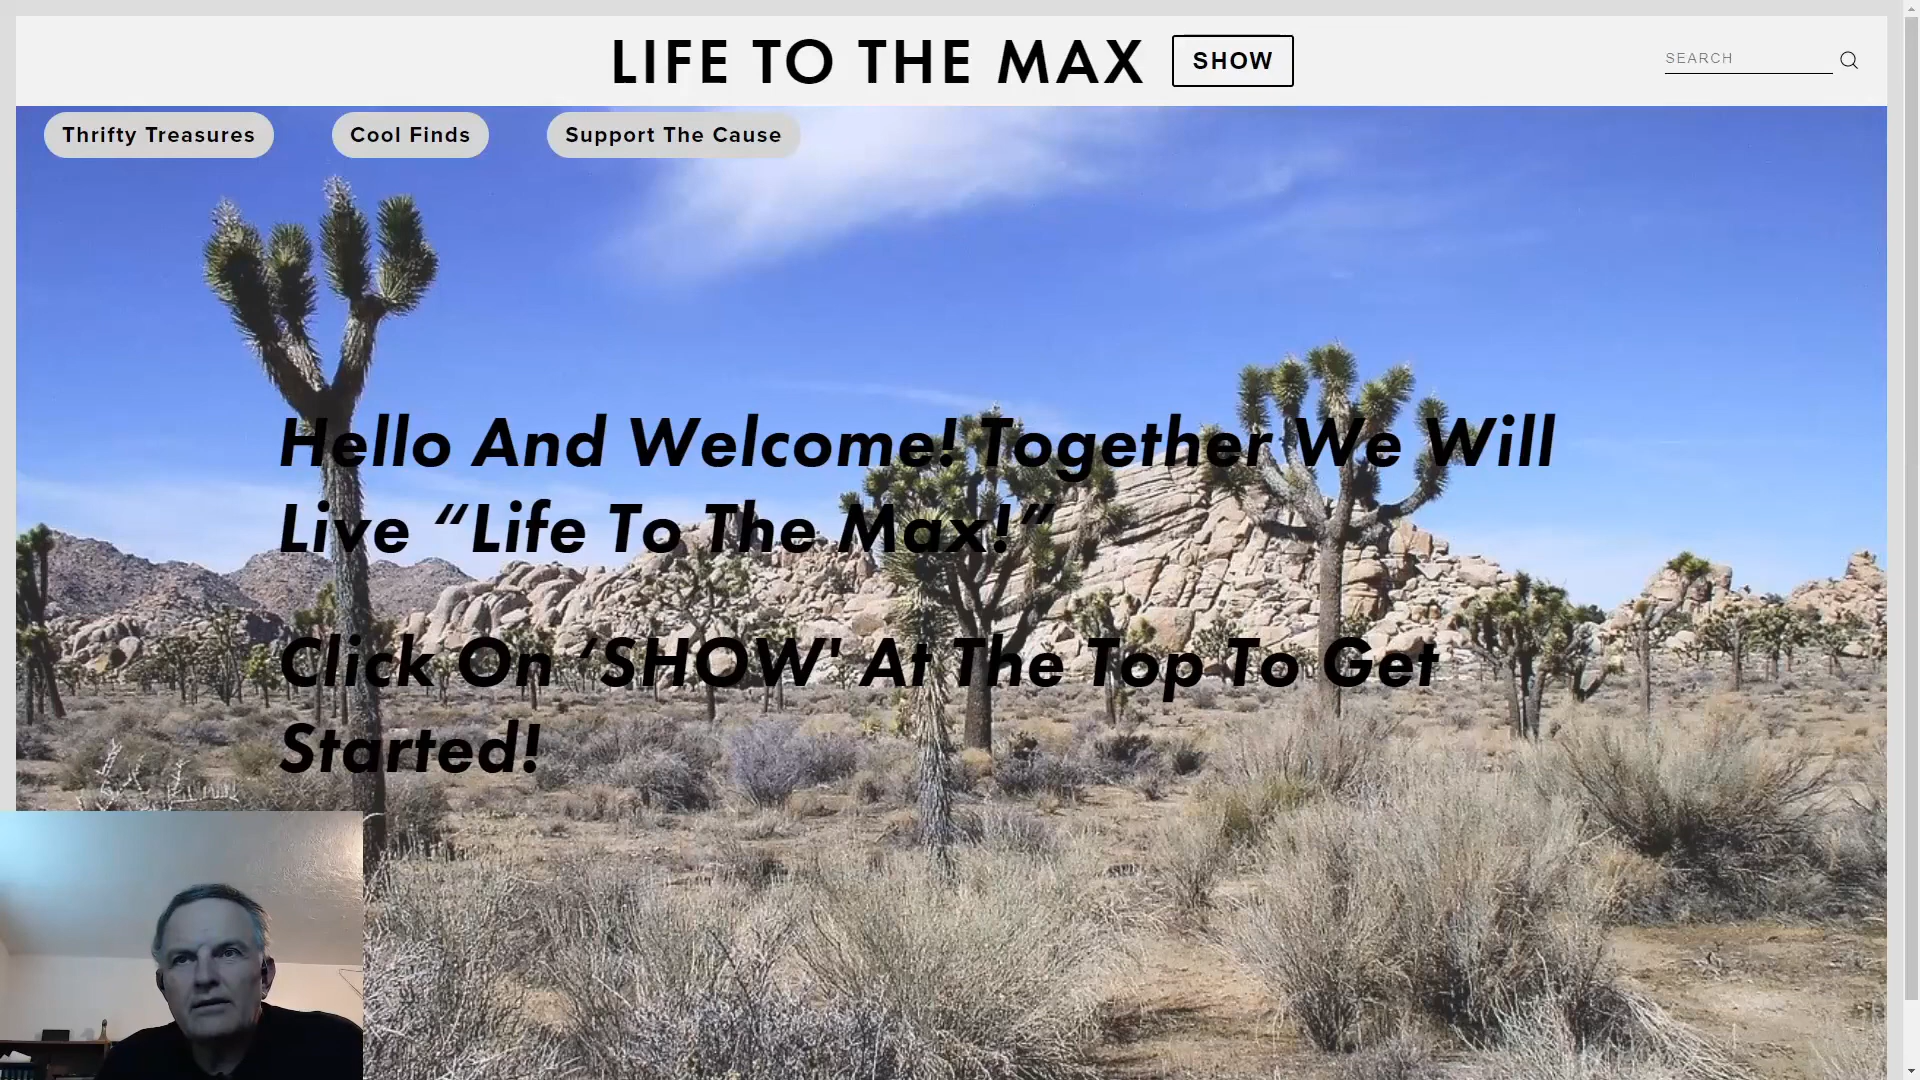 LIFE TO THE MAX SHOW SEARCH
Thrifty Treasures Cool Finds Support The Cause
Hello And Welcome! Together We Will
Live “Life To The Max!”
Click On ‘SHOW' At The Top To Get
Started!